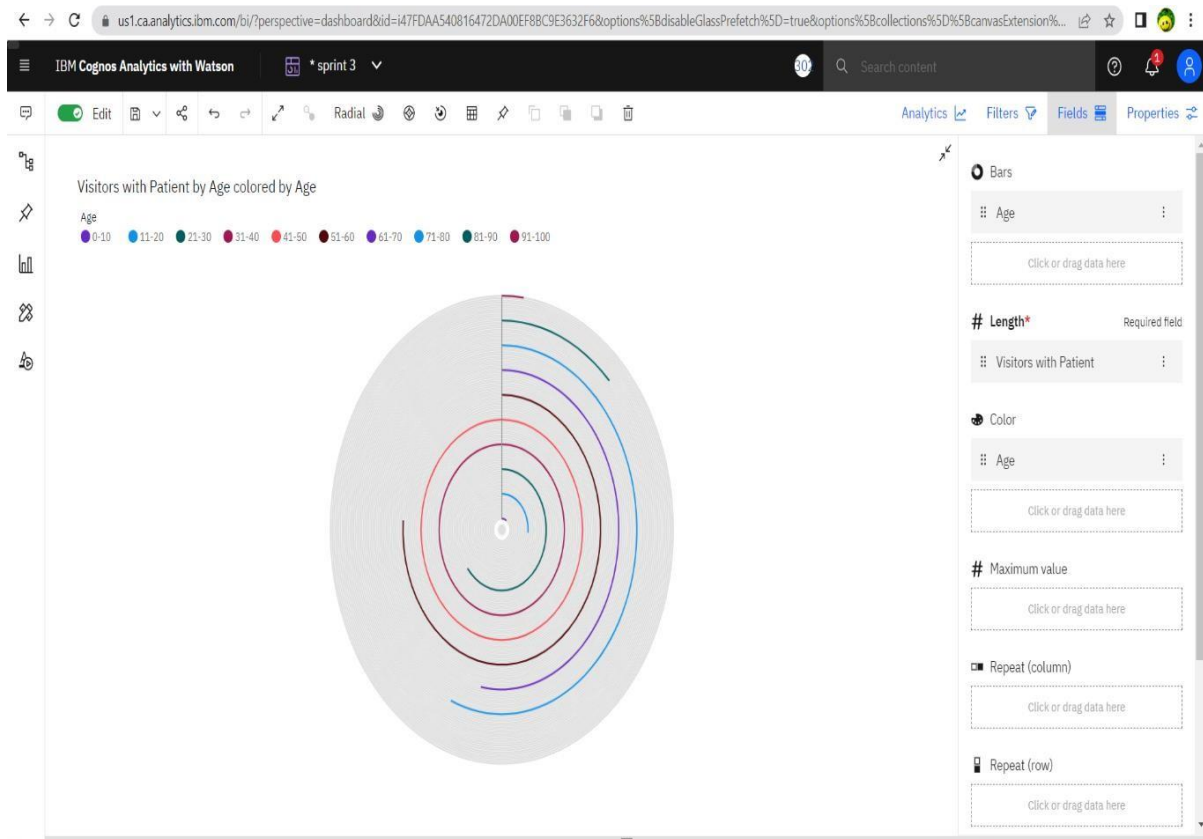 us1.ca.analytics.ibm.com/bi/?perspective=dashboard&id=i47FDAA540816472DA00EF8BC9E3632F6&options%5BdisableGlassPrefetch%5D=true&options%5Bcollections%5D%5BcanvasExtension%...
IBM Cognos Analytics with Watson * sprint 3 302 Search content 1
Edit Radial Analytics Filters Fields Properties
Visitors with Patient by Age colored by Age
Age
0-10 11-20 21-30 31-40 41-50 51-60 61-70 71-80 81-90 91-100
Bars
Age
Click or drag data here
# Length* Required field
Visitors with Patient
Color
Age
Click or drag data here
# Maximum value
Click or drag data here
Repeat (column)
Click or drag data here
Repeat (row)
Click or drag data here